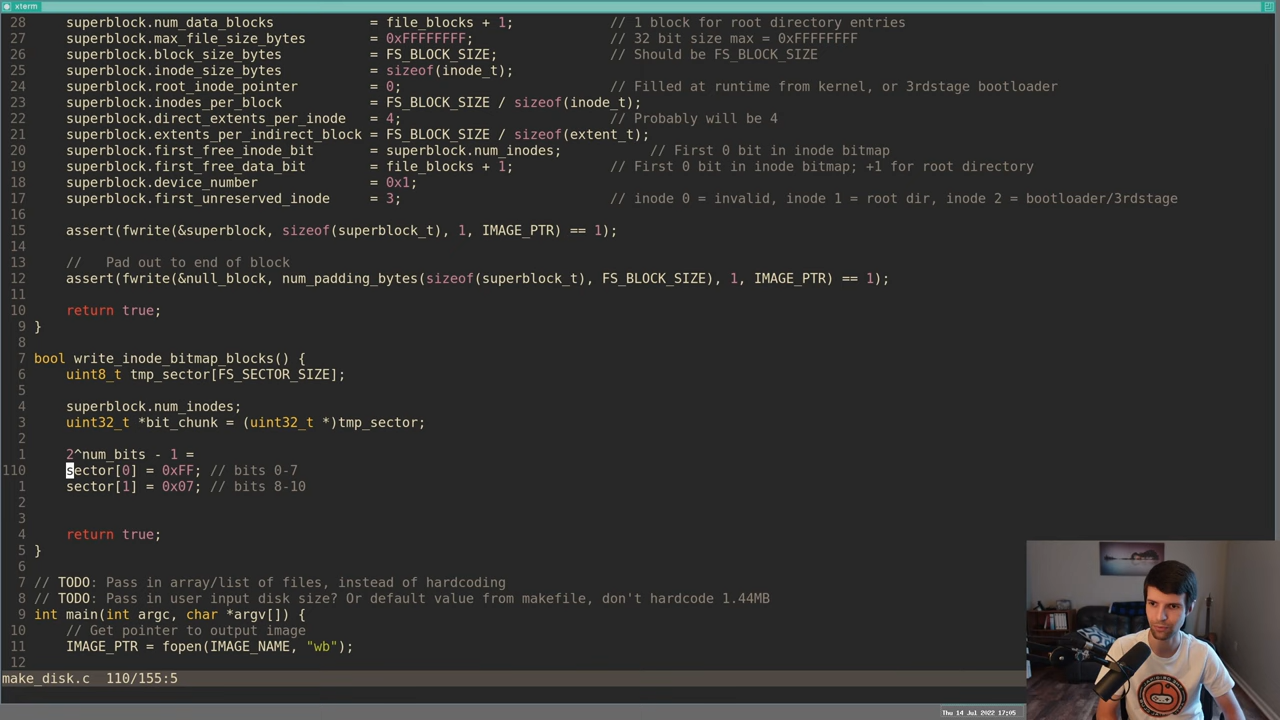 xterm
28 superblock.num_data_blocks = file_blocks + 1; // 1 block for root directory entries
27 superblock.max_file_size_bytes = 0xFFFFFFFF; // 32 bit size max = 0xFFFFFFFF
26 superblock.block_size_bytes = FS_BLOCK_SIZE; // Should be FS_BLOCK_SIZE
25 superblock.inode_size_bytes = sizeof(inode_t);
24 superblock.root_inode_pointer = 0; // Filled at runtime from kernel, or 3rdstage bootloader
23 superblock.inodes_per_block = FS_BLOCK_SIZE / sizeof(inode_t);
22 superblock.direct_extents_per_inode = 4; // Probably will be 4
21 superblock.extents_per_indirect_block = FS_BLOCK_SIZE / sizeof(extent_t);
20 superblock.first_free_inode_bit = superblock.num_inodes; // First 0 bit in inode bitmap
19 superblock.first_free_data_bit = file_blocks + 1; // First 0 bit in inode bitmap; +1 for root directory
18 superblock.device_number = 0x1;
17 superblock.first_unreserved_inode = 3; // inode 0 = invalid, inode 1 = root dir, inode 2 = bootloader/3rdstage
16
15 assert(fwrite(&superblock, sizeof(superblock_t), 1, IMAGE_PTR) == 1);
14
13 // Pad out to end of block
12 assert(fwrite(&null_block, num_padding_bytes(sizeof(superblock_t), FS_BLOCK_SIZE), 1, IMAGE_PTR) == 1);
11
10 return true;
9 }
8
7 bool write_inode_bitmap_blocks() {
6 uint8_t tmp_sector[FS_SECTOR_SIZE];
5
4 superblock.num_inodes;
3 uint32_t *bit_chunk = (uint32_t *)tmp_sector;
2
1 2^num_bits - 1 =
110 sector[0] = 0xFF; // bits 0-7
1 sector[1] = 0x07; // bits 8-10
2
3
4 return true;
5 }
6
7 // TODO: Pass in array/list of files, instead of hardcoding
8 // TODO: Pass in user input disk size? Or default value from makefile, don't hardcode 1.44MB
9 int main(int argc, char *argv[]) {
10 // Get pointer to output image
11 IMAGE_PTR = fopen(IMAGE_NAME, "wb");
12
make_disk.c 110/155:5
Thu 14 Jul 2022 17:05